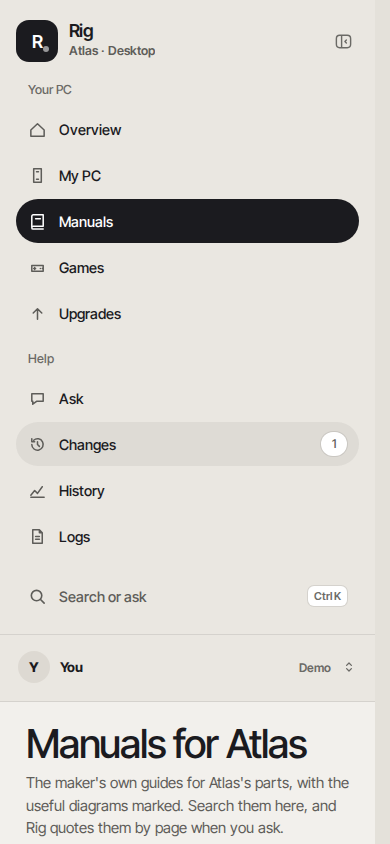 R
Rig
Atlas · Desktop
Your PC
Overview
My PC
Manuals
Games
Upgrades
Help
Ask
Changes 1
History
Logs
Search or ask Ctrl K
Y You Demo
Manuals for Atlas
The maker's own guides for Atlas's parts, with the
useful diagrams marked. Search them here, and
Rig quotes them by page when you ask.